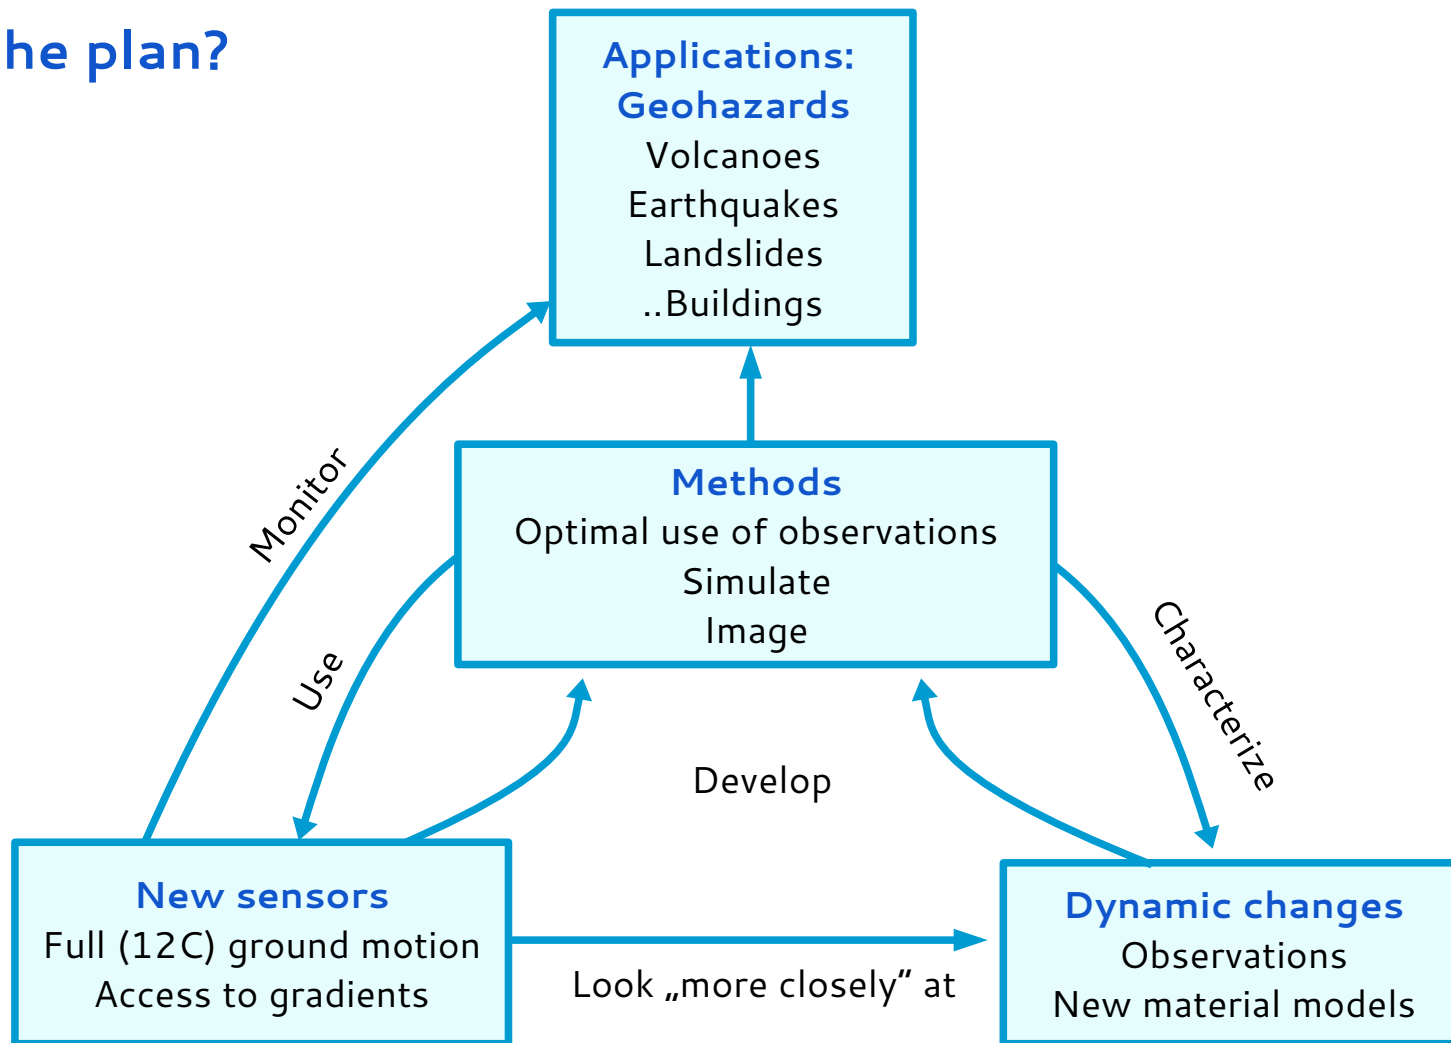 he plan?
Applications:
Geohazards
Volcanoes
Earthquakes
Landslides
..Buildings
Monitor
Methods
Optimal use of observations
Simulate
Image
Use
Characterize
Develop
New sensors
Full (12C) ground motion
Access to gradients
Look „more closely“ at
Dynamic changes
Observations
New material models